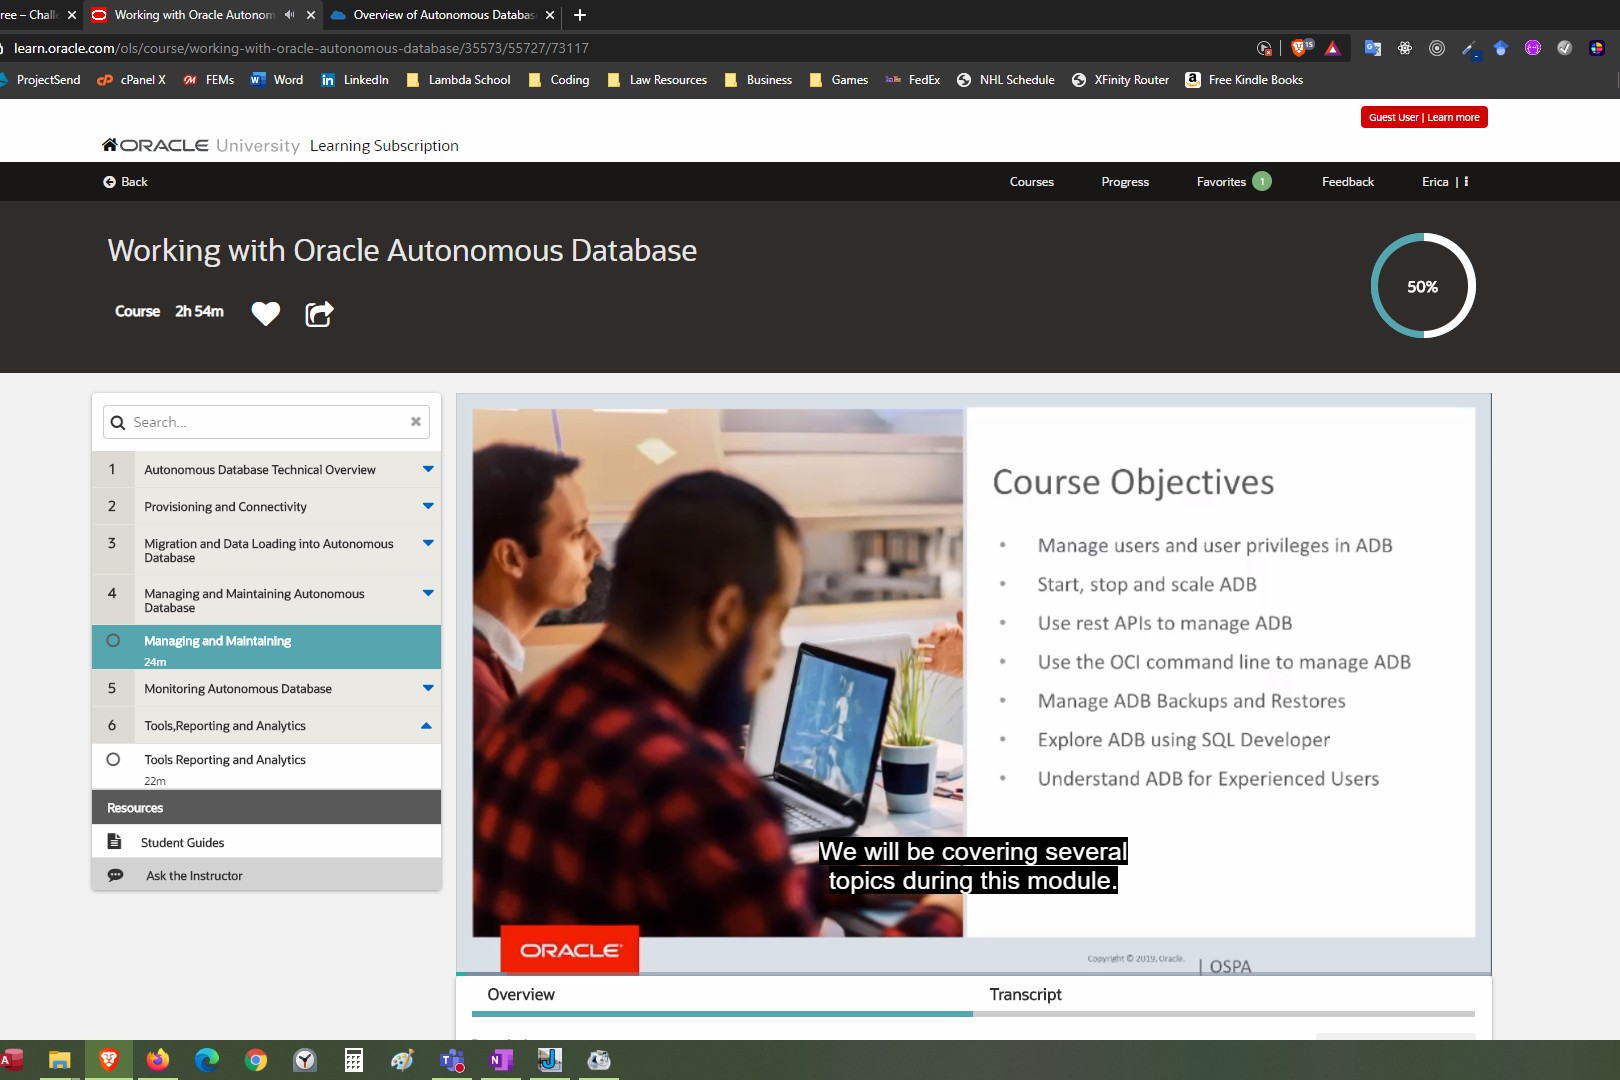 ree – Chall
Working with Oracle Autonom
Overview of Autonomous Databas
learn.oracle.com/ols/course/working-with-oracle-autonomous-database/35573/55727/73117
15
ProjectSend
cPanel X
FEMs
Word
LinkedIn
Lambda School
Coding
Law Resources
Business
Games
FedEx
NHL Schedule
XFinity Router
Free Kindle Books
Guest User | Learn more
ORACLE University Learning Subscription
Back
Courses
Progress
Favorites 1
Feedback
Erica |
Working with Oracle Autonomous Database
Course 2h 54m
50%
Search...
1 Autonomous Database Technical Overview
2 Provisioning and Connectivity
3 Migration and Data Loading into Autonomous
Database
4 Managing and Maintaining Autonomous
Database
Managing and Maintaining
24m
5 Monitoring Autonomous Database
6 Tools,Reporting and Analytics
Tools Reporting and Analytics
22m
Resources
Student Guides
Ask the Instructor
Course Objectives
• Manage users and user privileges in ADB
• Start, stop and scale ADB
• Use rest APIs to manage ADB
• Use the OCI command line to manage ADB
• Manage ADB Backups and Restores
• Explore ADB using SQL Developer
• Understand ADB for Experienced Users
We will be covering several
topics during this module.
ORACLE
Copyright © 2019, Oracle.
| OSPA
Overview
Transcript